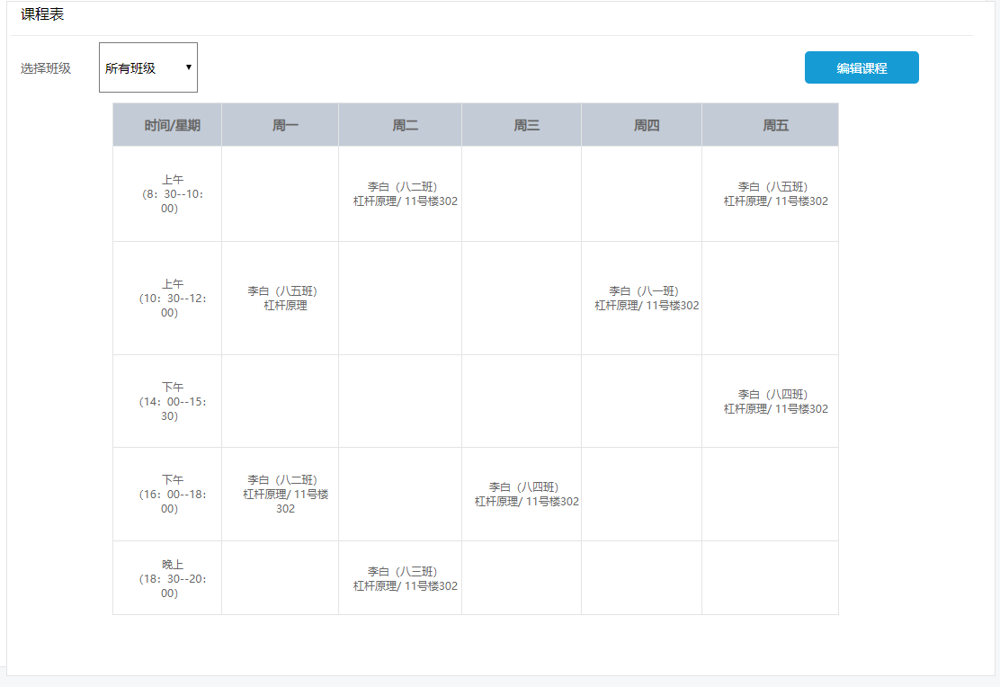 课程表
选择班级
所有班级
编辑课程
时间/星期
周一
周二
周三
周四
周五
上午
（8：30--10：
00）
李白（八二班）
杠杆原理/ 11号楼302
李白（八五班）
杠杆原理/ 11号楼302
上午
（10：30--12：
00）
李白（八五班）
杠杆原理
李白（八一班）
杠杆原理/ 11号楼302
下午
（14：00--15：
30）
李白（八四班）
杠杆原理/ 11号楼302
下午
（16：00--18：
00）
李白（八二班）
杠杆原理/ 11号楼
302
李白（八四班）
杠杆原理/ 11号楼302
晚上
（18：30--20：
00）
李白（八三班）
杠杆原理/ 11号楼302